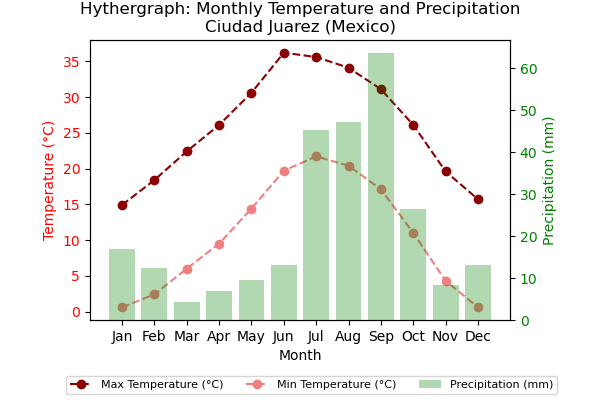 Hythergraph: Monthly Temperature and Precipitation
Ciudad Juarez (Mexico)
Temperature (°C)
35
30
25
20
15
10
5
0
Precipitation (mm)
60
50
40
30
20
10
0
Jan Feb Mar Apr May Jun Jul Aug Sep Oct Nov Dec
Month
Max Temperature (°C) Min Temperature (°C) Precipitation (mm)